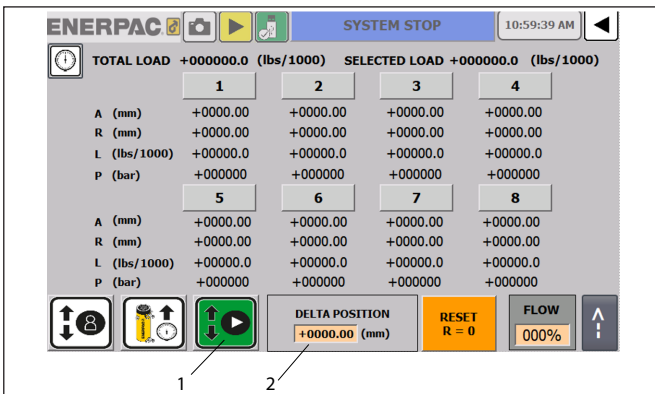 ENERPAC. SYSTEM STOP 10:59:39 AM
TOTAL LOAD +000000.0 (lbs/1000) SELECTED LOAD +000000.0 (lbs/1000)
1 2 3 4
A (mm) +0000.00 +0000.00 +0000.00 +0000.00
R (mm) +0000.00 +0000.00 +0000.00 +0000.00
L (lbs/1000) +00000.0 +00000.0 +00000.0 +00000.0
P (bar) +000000 +000000 +000000 +000000
5 6 7 8
A (mm) +0000.00 +0000.00 +0000.00 +0000.00
R (mm) +0000.00 +0000.00 +0000.00 +0000.00
L (lbs/1000) +00000.0 +00000.0 +00000.0 +00000.0
P (bar) +000000 +000000 +000000 +000000
DELTA POSITION
+0000.00 (mm)
RESET
R = 0
FLOW
000%
1 2